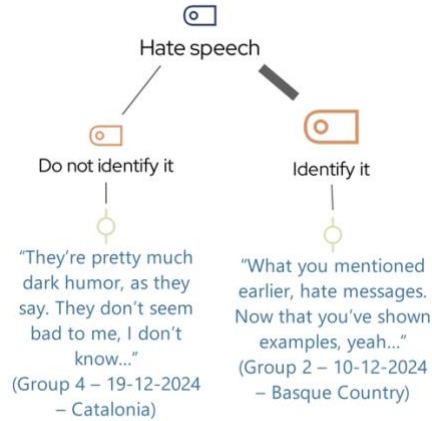 Hate speech
Do not identify it
Identify it
“They’re pretty much
dark humor, as they
say. They don’t seem
bad to me, I don’t
know…”
(Group 4 – 19-12-2024
– Catalonia)
“What you mentioned
earlier, hate messages.
Now that you’ve shown
examples, yeah…”
(Group 2 – 10-12-2024
– Basque Country)